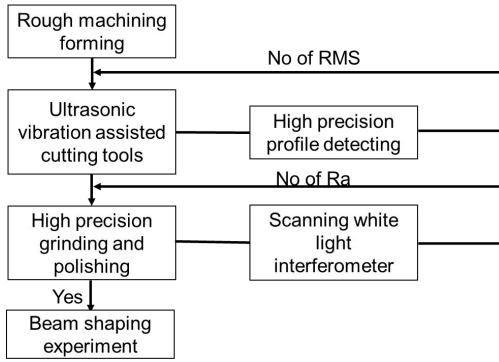 Rough machining
forming
No of RMS
Ultrasonic
vibration assisted
cutting tools
High precision
profile detecting
No of Ra
High precision
grinding and
polishing
Scanning white
light
interferometer
Yes
Beam shaping
experiment